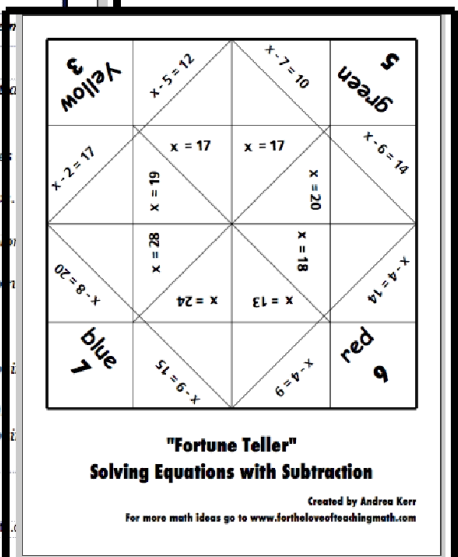 yellow
3
x - 5 = 12
x - 7 = 10
green
5
x - 2 = 17
x = 17
x = 17
x - 6 = 14
x = 19
x = 20
x = 28
x = 18
x - 8 = 20
x = 24
x = 13
x - 4 = 14
blue
7
x - 9 = 15
x - 4 = 9
red
9
"Fortune Teller"
Solving Equations with Subtraction
Created by Andrea Kerr
For more math ideas go to www.fortheloveofteachingmath.com